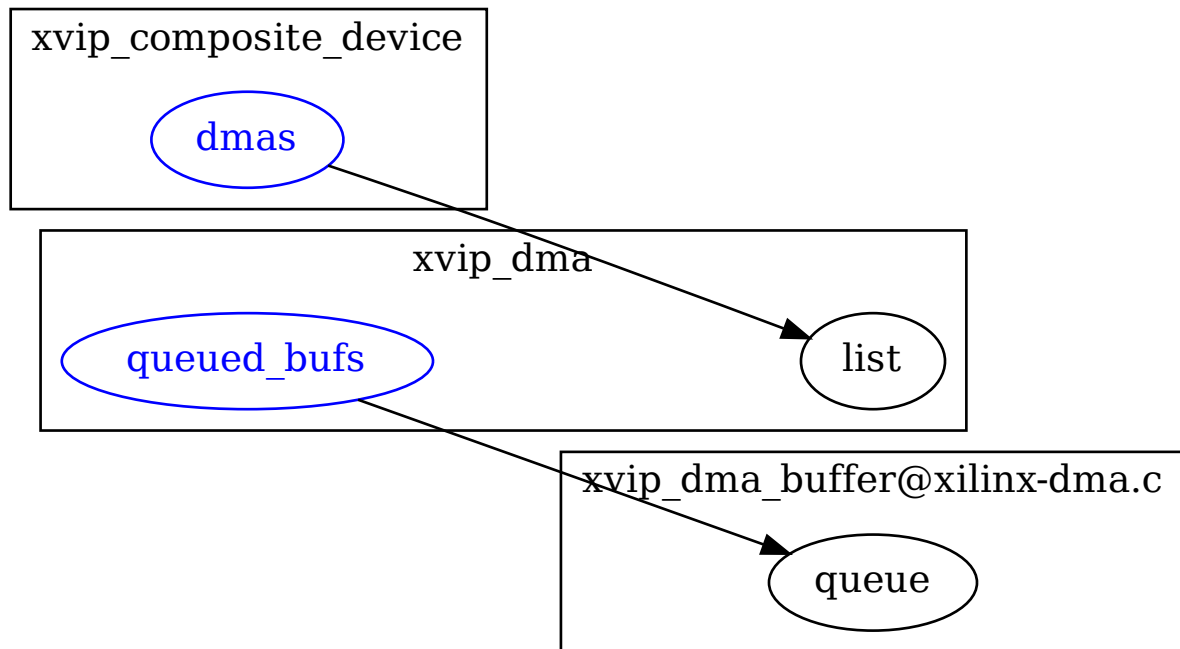 xvip_composite_device
dmas
xvip_dma
queued_bufs
list
xvip_dma_buffer@xilinx-dma.c
queue